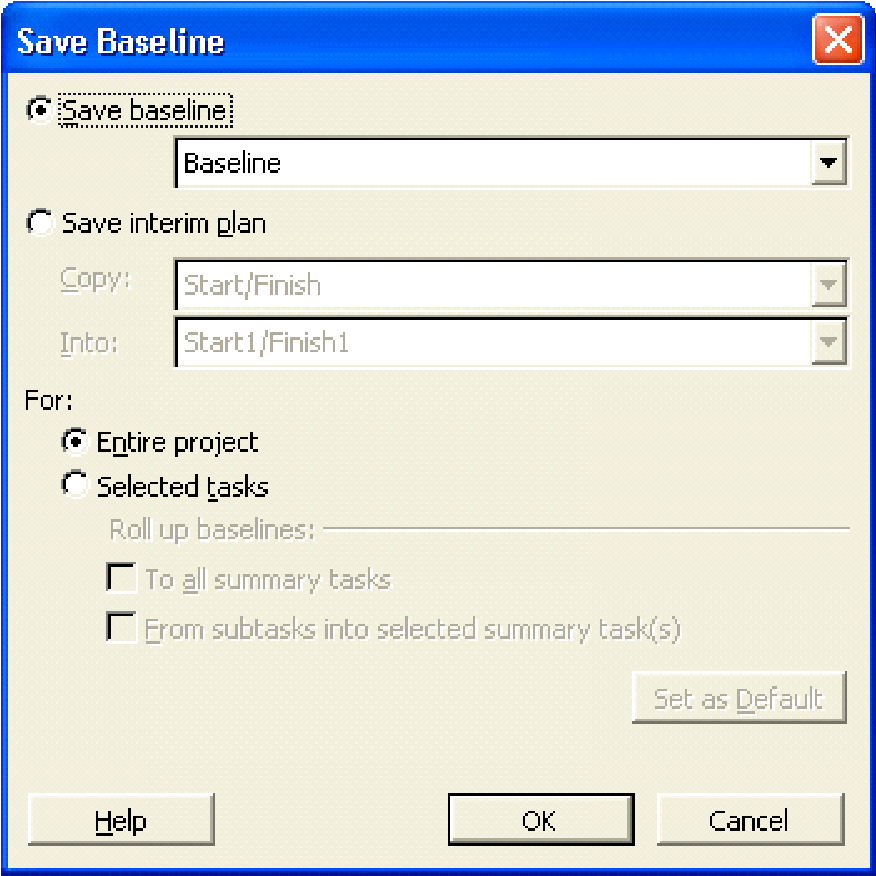 Save Baseline
Save baseline
Baseline
Save interim plan
Copy: Start/Finish
Into: Start1/Finish1
For:
Entire project
Selected tasks
Roll up baselines:
To all summary tasks
From subtasks into selected summary task(s)
Set as Default
Help OK Cancel